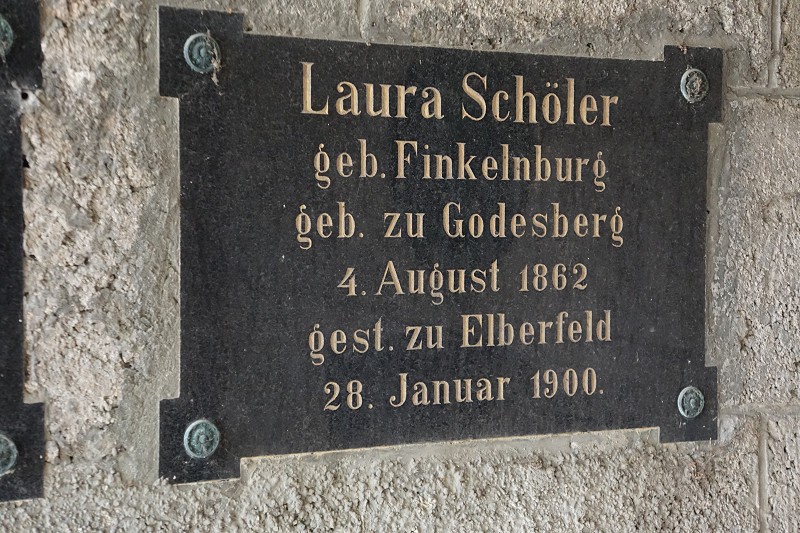 Laura Schöler
geb. Finkelnburg
geb. zu Godesberg
4. August 1862
gest. zu Elberfeld
28. Januar 1900.